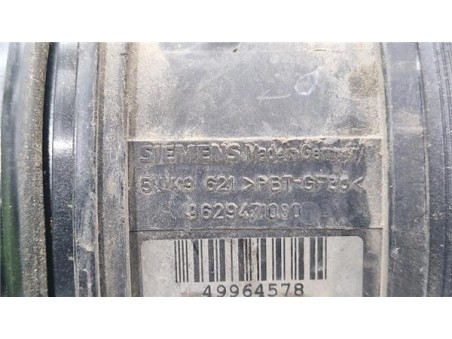 SIEMENS Made in Germany
5WK9 621 >PBT-GF30<
9629471080
49964578